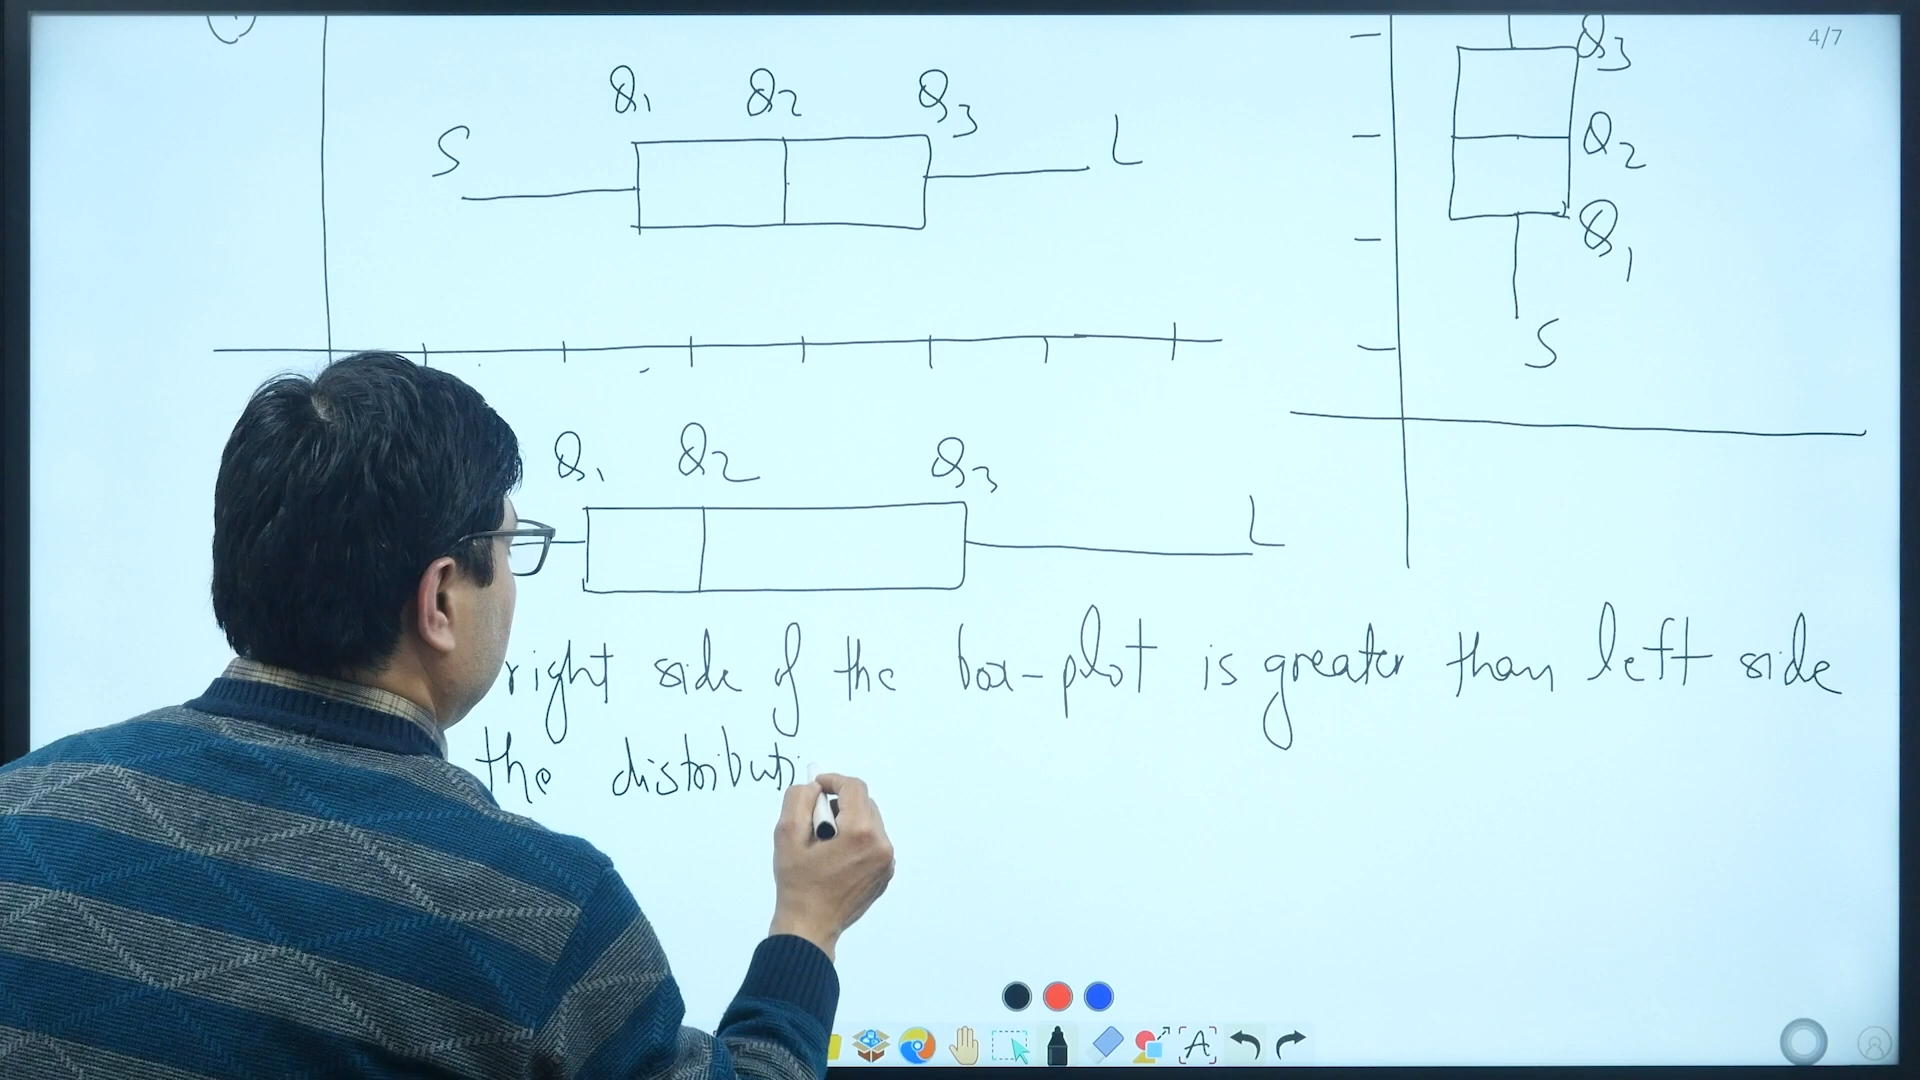 4/7
Q1 Q2 Q3
S L
Q3
Q2
Q1
S
Q1 Q2 Q3
L
right side of the box-plot is greater than left side
the distributi
A